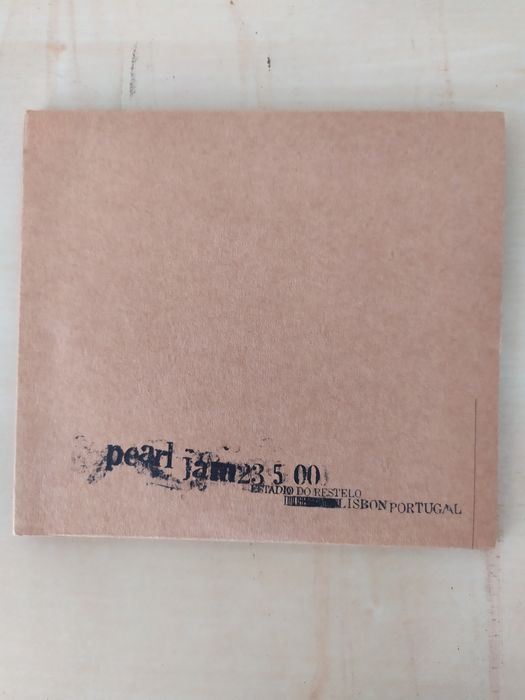 pearl jam 23 5 00
ESTADIO DO RESTELO
LISBON PORTUGAL